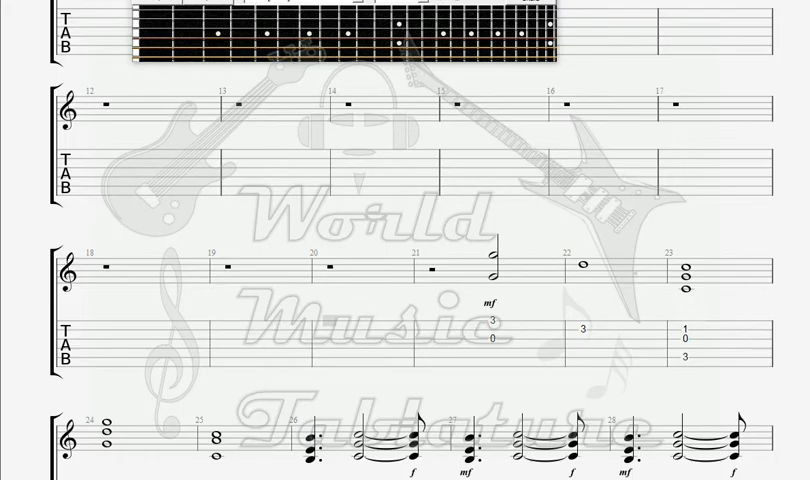 T
A
B
12 13 14 15 16 17
T
A
B
World
18 19 20 21 22 23
mf
Music
T
A
B
3 3 1
0 0
3
Tablature
24 25 26 27 28
f mf f mf f